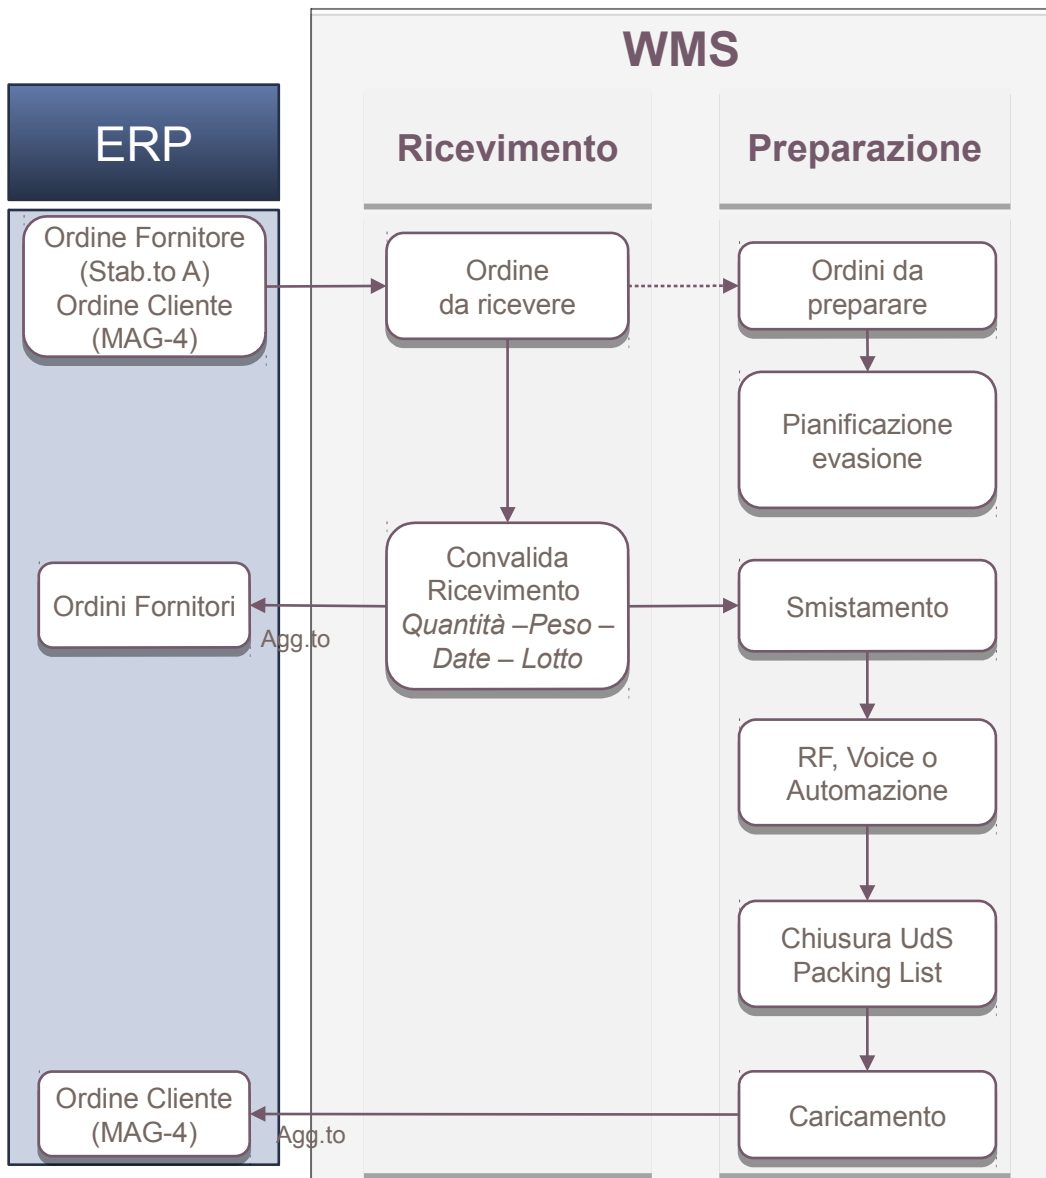 WMS
ERP
Ricevimento
Preparazione
Ordine Fornitore
(Stab.to A)
Ordine Cliente
(MAG-4)
Ordine
da ricevere
Ordini da
preparare
Pianificazione
evasione
Convalida
Ricevimento
Quantità –Peso –
Date – Lotto
Ordini Fornitori
Agg.to
Smistamento
RF, Voice o
Automazione
Chiusura UdS
Packing List
Caricamento
Ordine Cliente
(MAG-4)
Agg.to